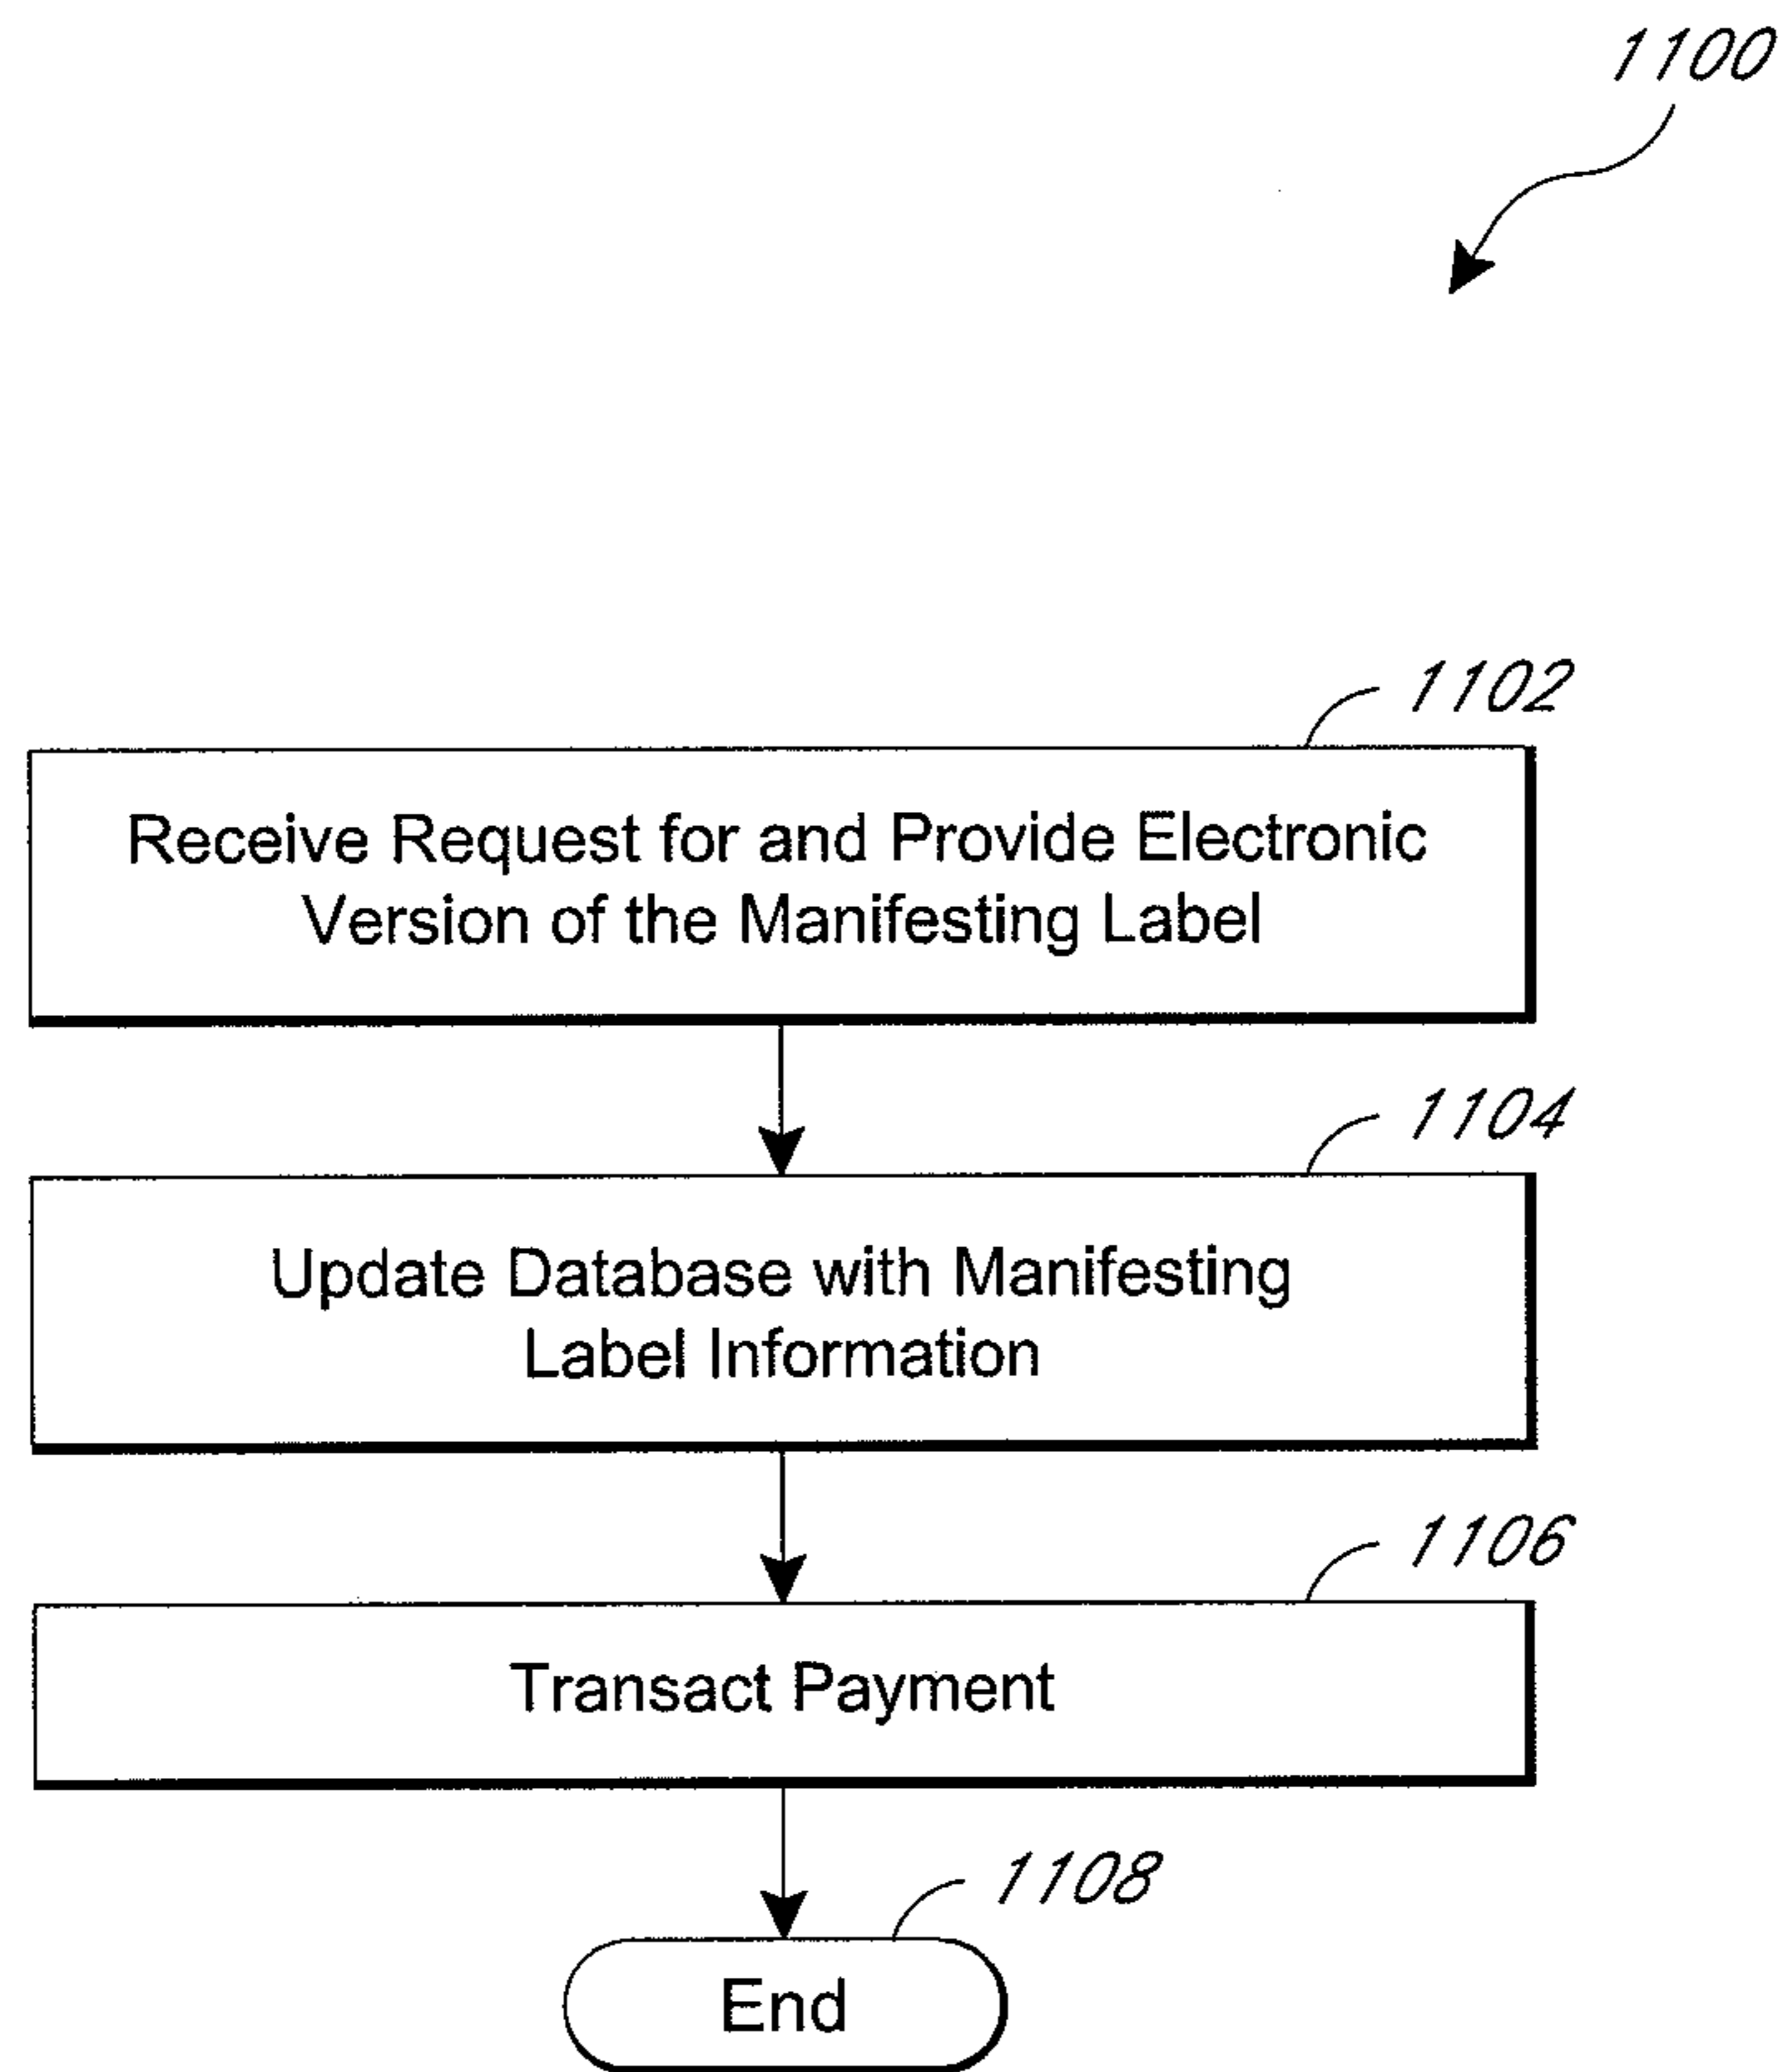 1100
1102
Receive Request for and Provide Electronic
Version of the Manifesting Label
1104
Update Database with Manifesting
Label Information
1106
Transact Payment
1108
End